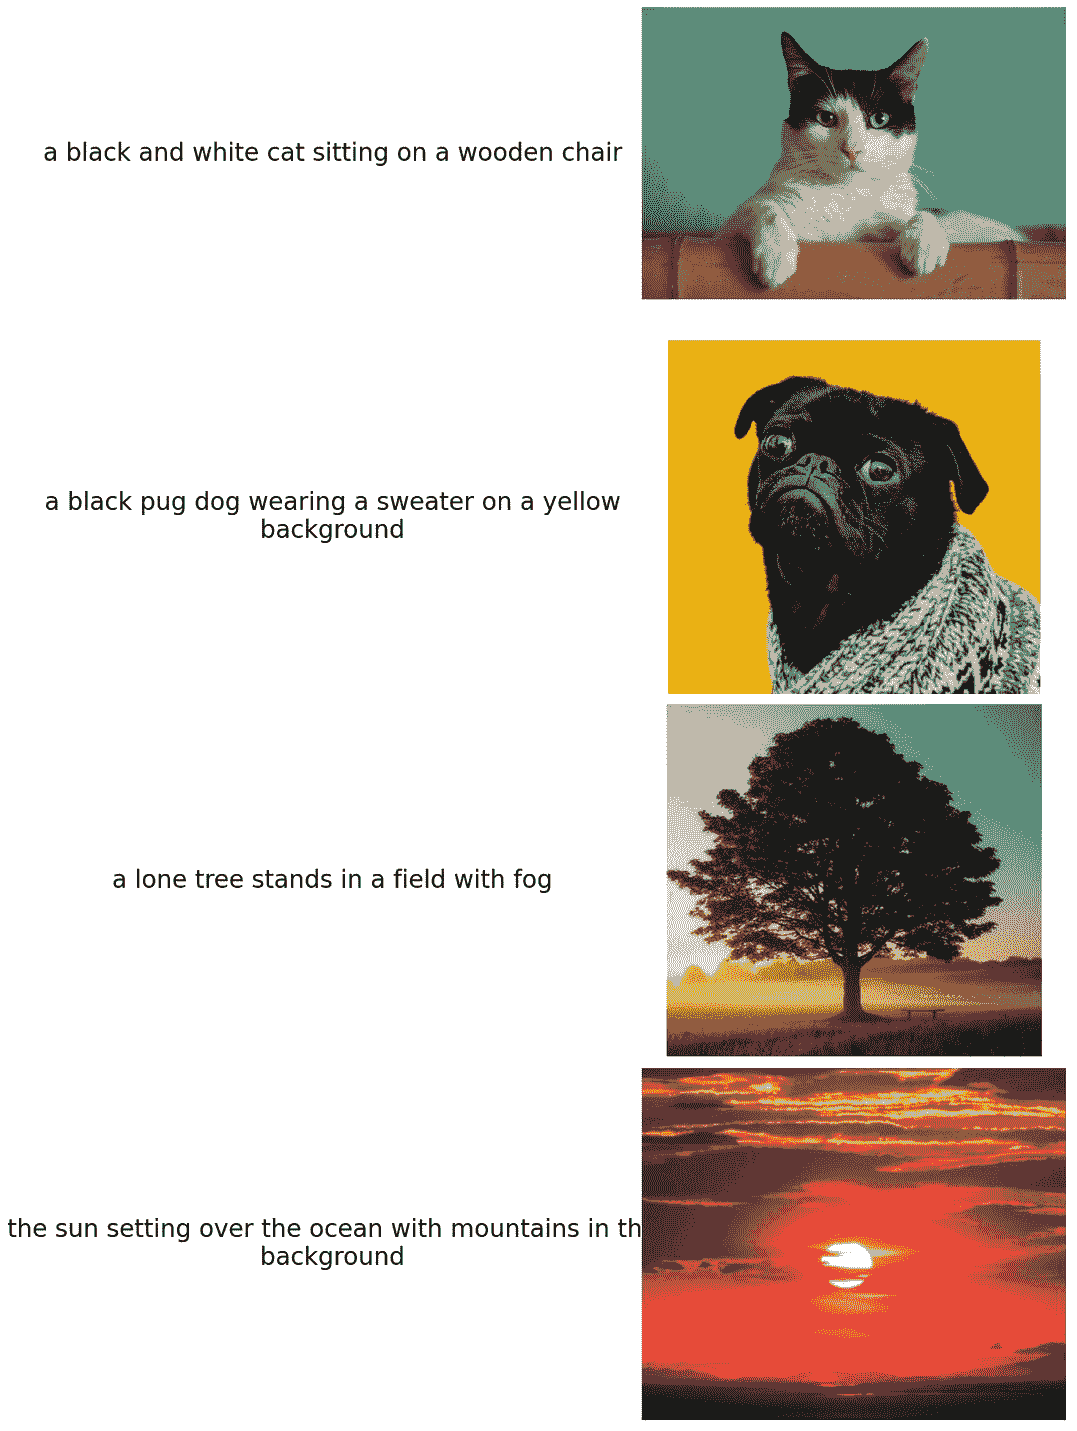 a black and white cat sitting on a wooden chair
a black pug dog wearing a sweater on a yellow
background
a lone tree stands in a field with fog
the sun setting over the ocean with mountains in th
background